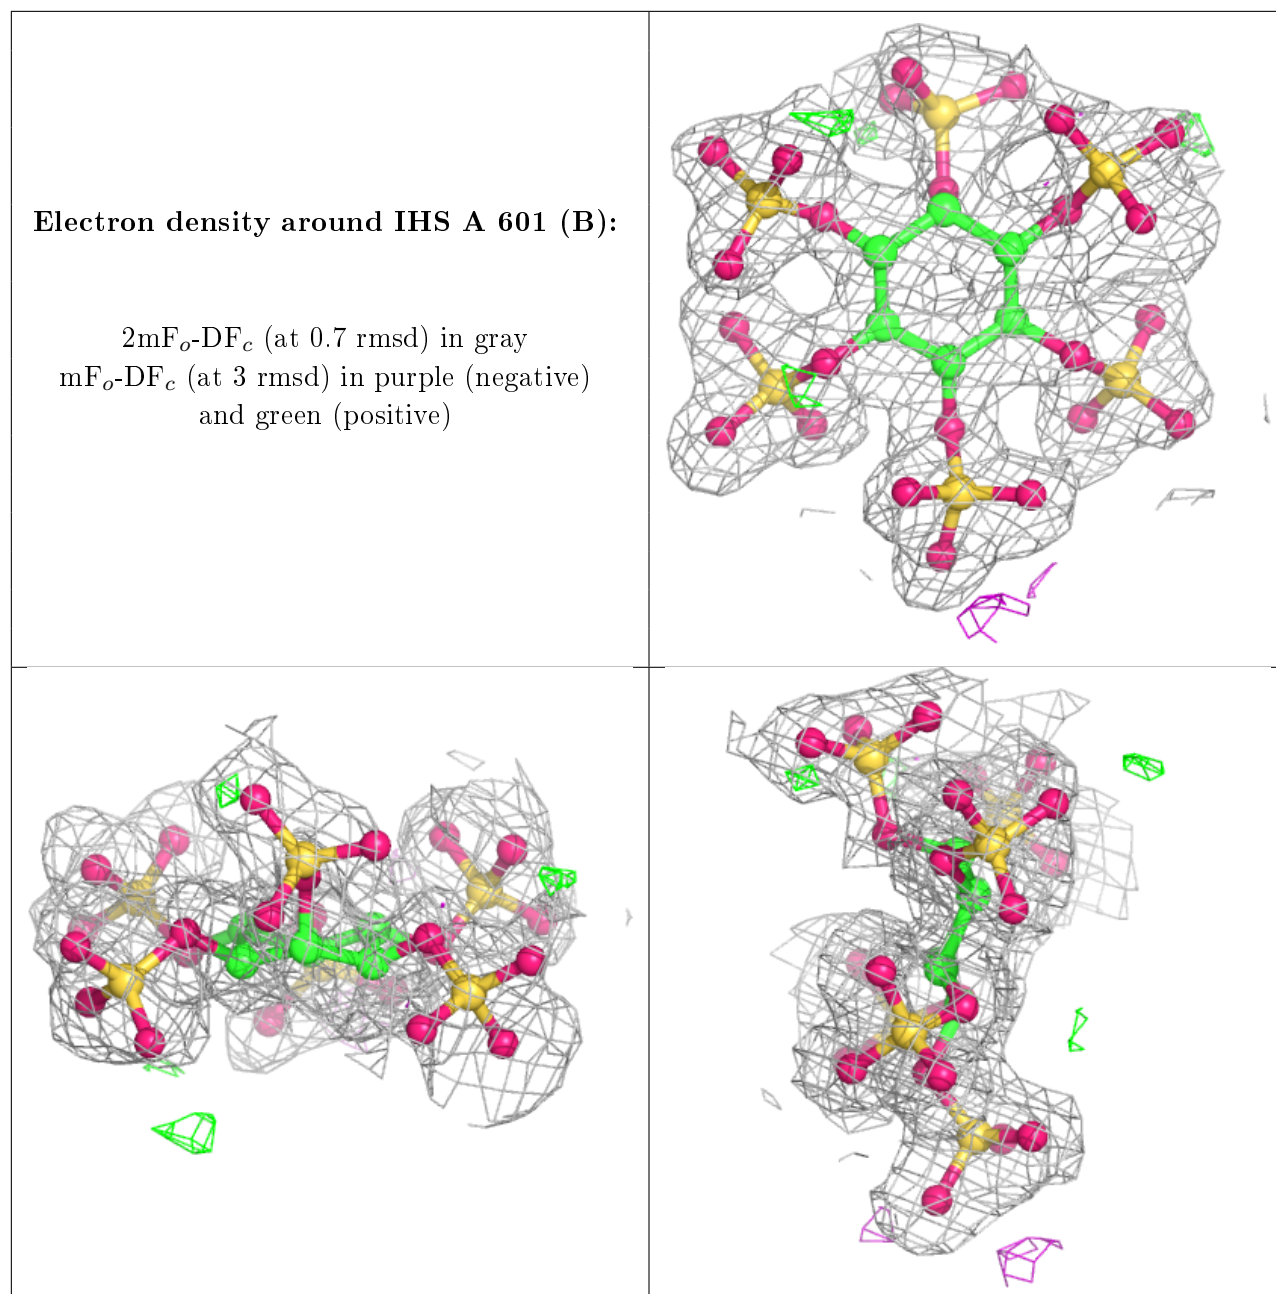 Electron density around IHS A 601 (B):
2mFo-DFc (at 0.7 rmsd) in gray
mFo-DFc (at 3 rmsd) in purple (negative)
and green (positive)